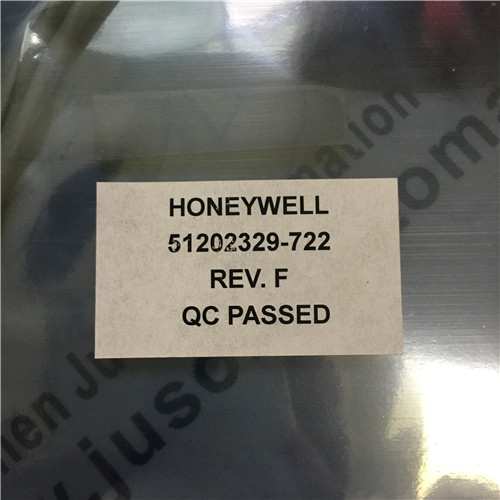 HONEYWELL
51202329-722
REV. F
QC PASSED